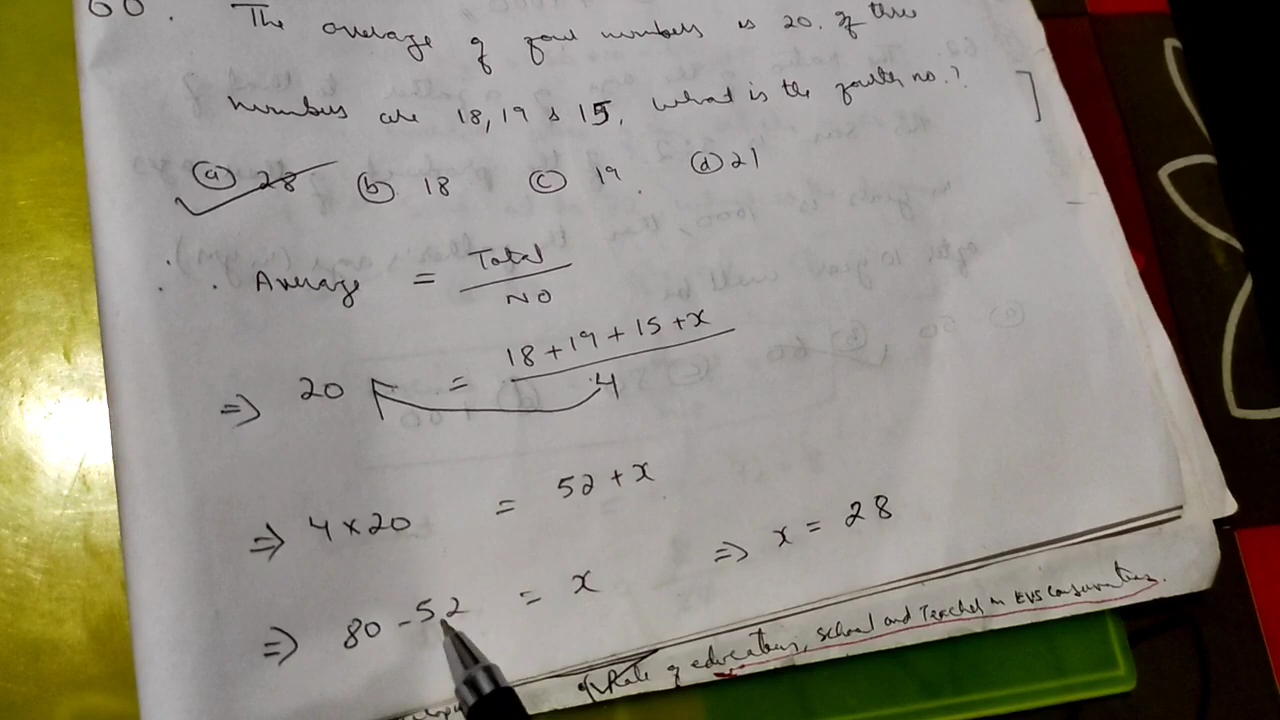 60. The average of four numbers is 20. If three
numbers are 18, 19 & 15, what is the fourth no.?
(a) 28 (b) 18 (c) 19 (d) 21
∴ Average = Total / NO
⇒ 20 = 18 + 19 + 15 + x / 4
⇒ 4 × 20 = 52 + x
⇒ 80 - 52 = x ⇒ x = 28
Role of education, school and Teacher in EVS